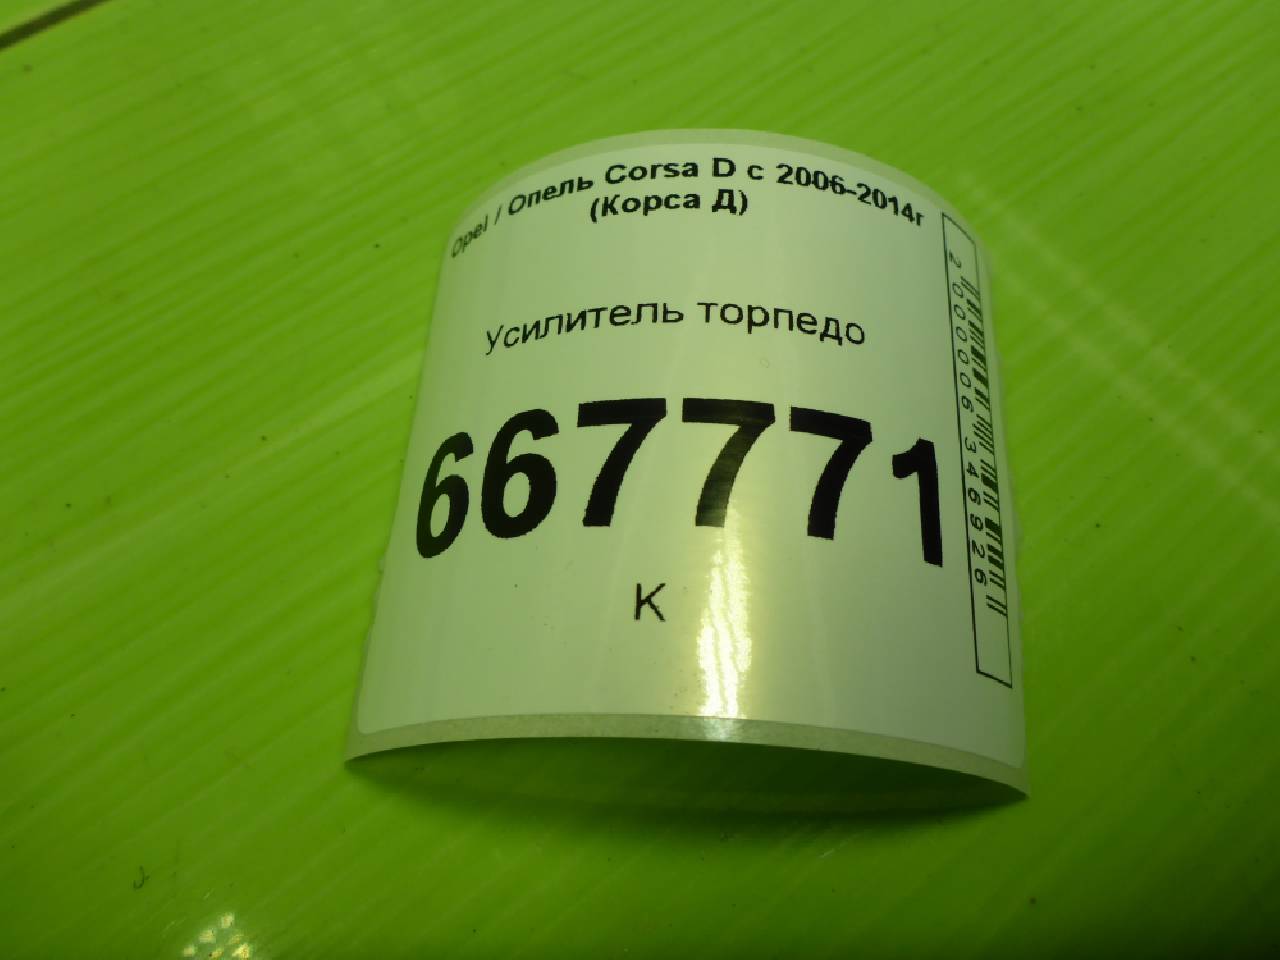 Opel / Опель Corsa D с 2006-2014г
(Корса Д)
Усилитель торпедо
667771
К
2000006346926